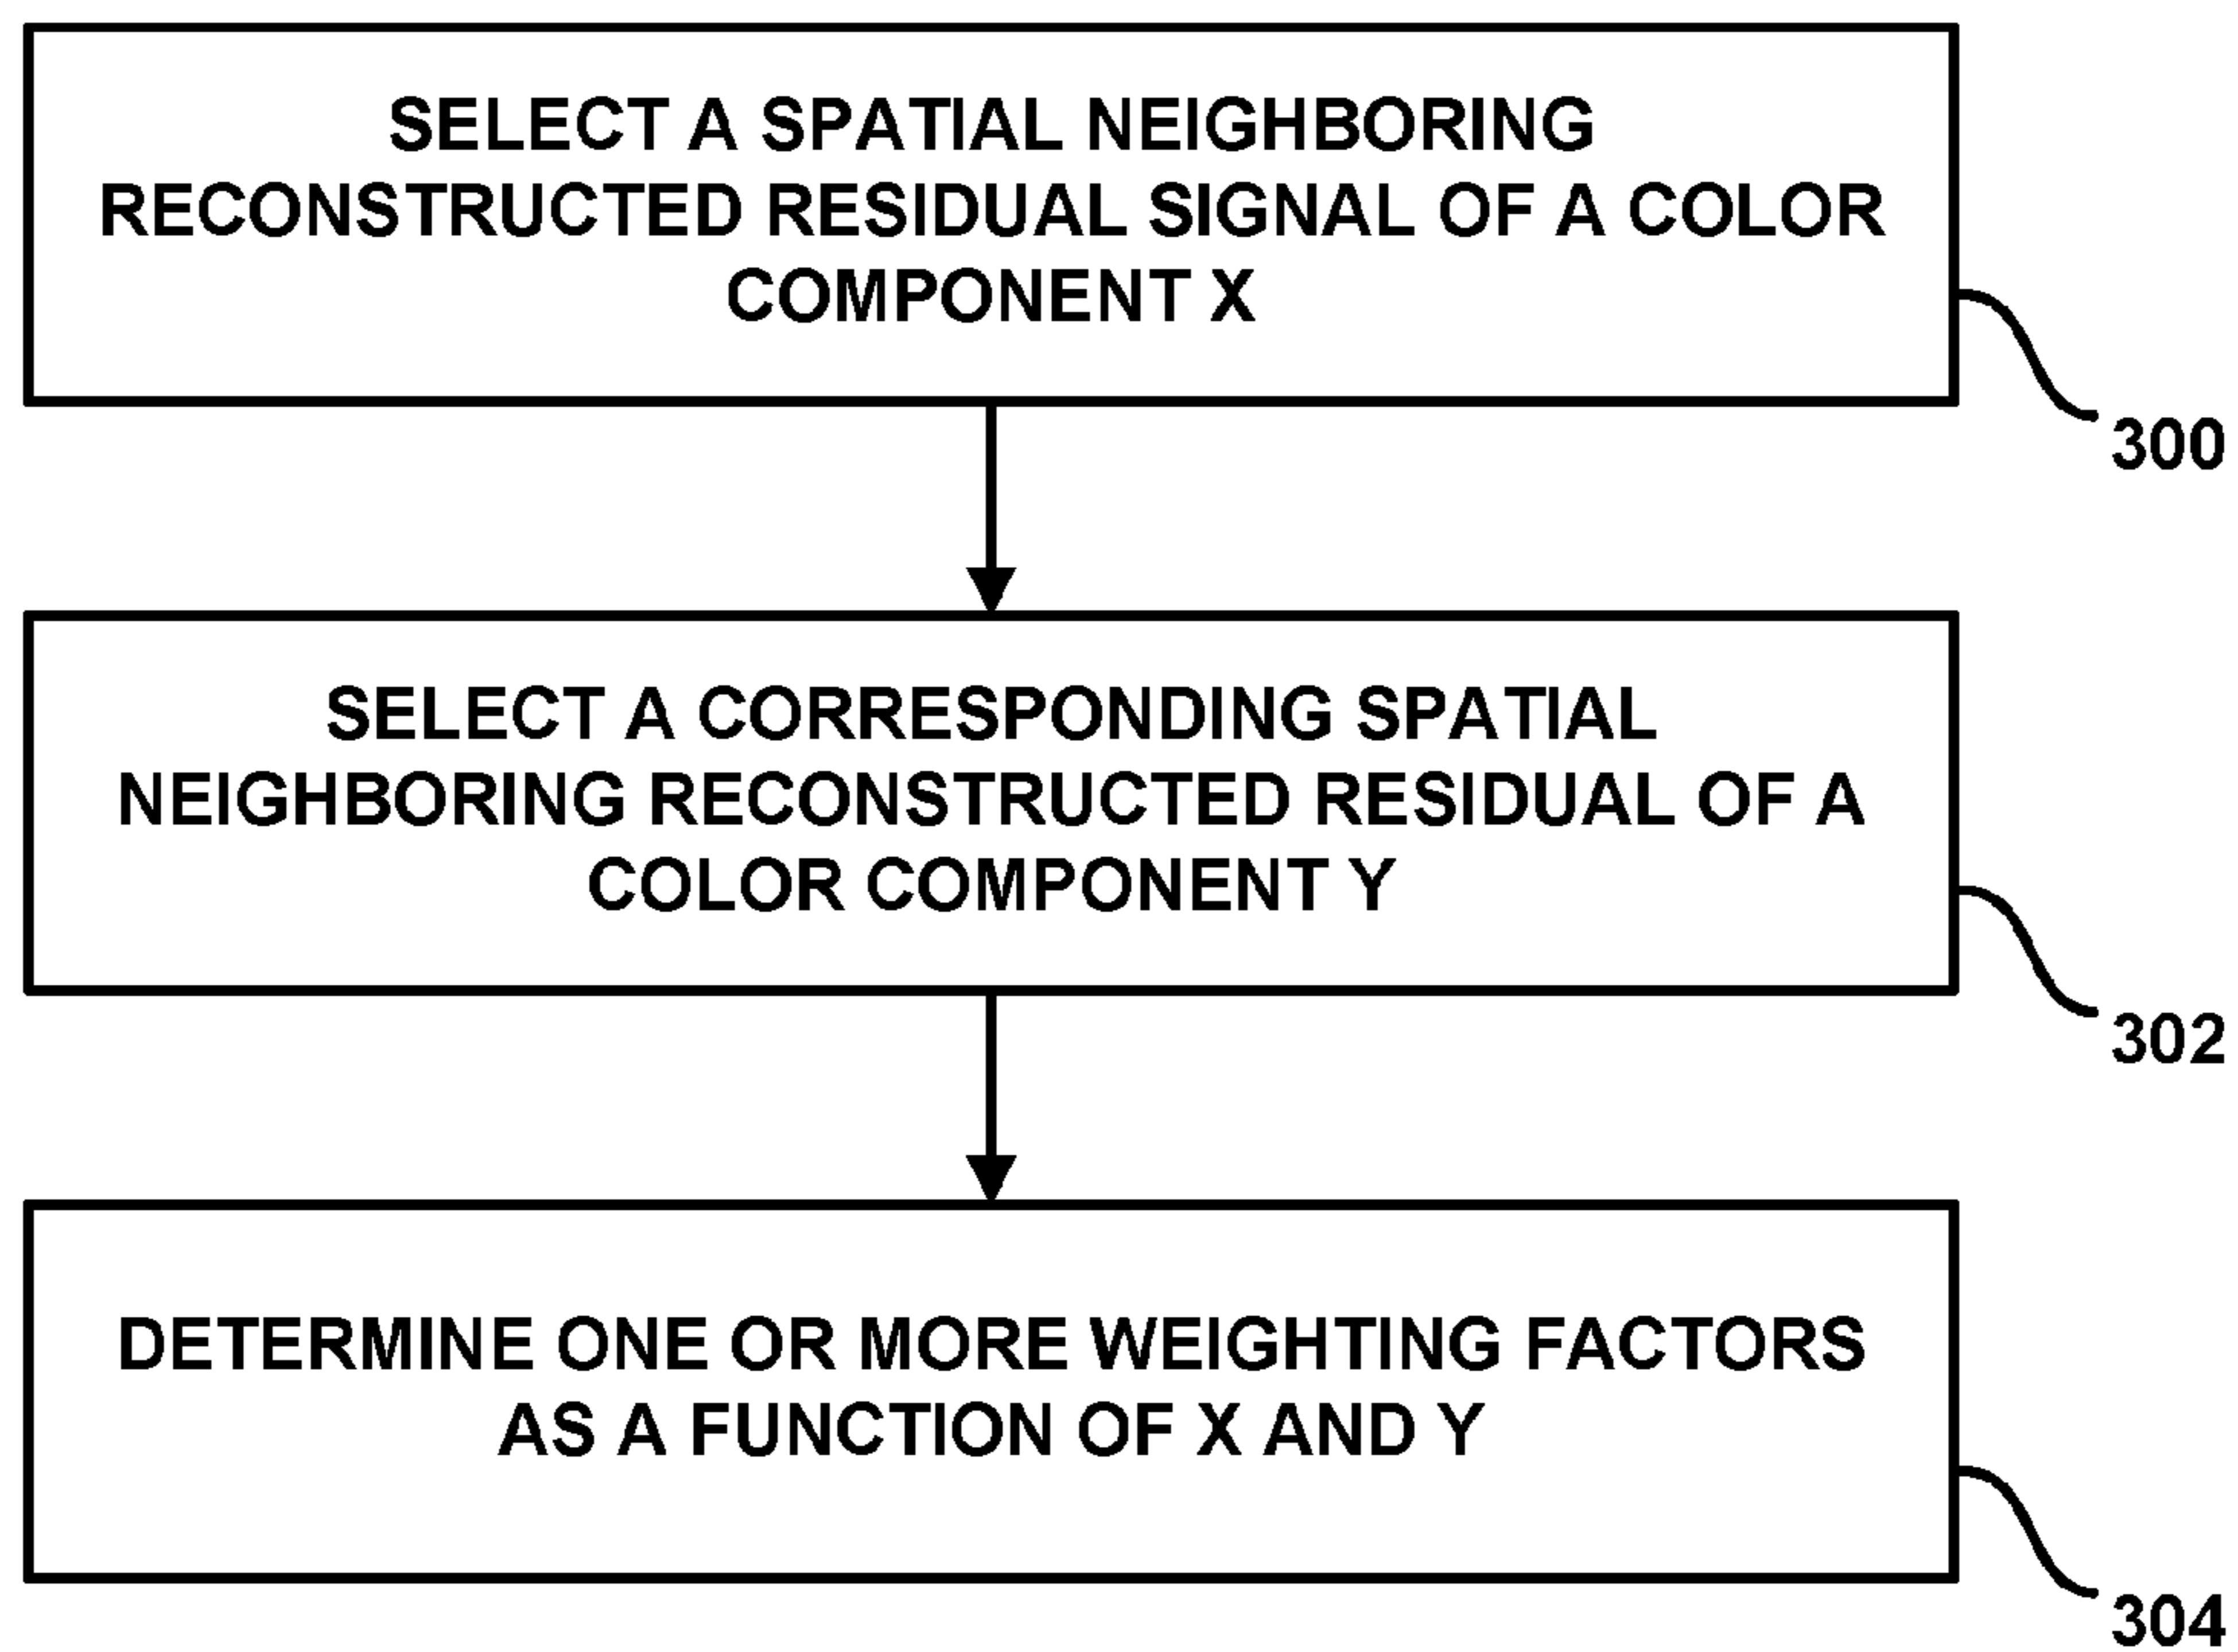 SELECT A SPATIAL NEIGHBORING
RECONSTRUCTED RESIDUAL SIGNAL OF A COLOR
COMPONENT X
300
SELECT A CORRESPONDING SPATIAL
NEIGHBORING RECONSTRUCTED RESIDUAL OF A
COLOR COMPONENT Y
302
DETERMINE ONE OR MORE WEIGHTING FACTORS
AS A FUNCTION OF X AND Y
304